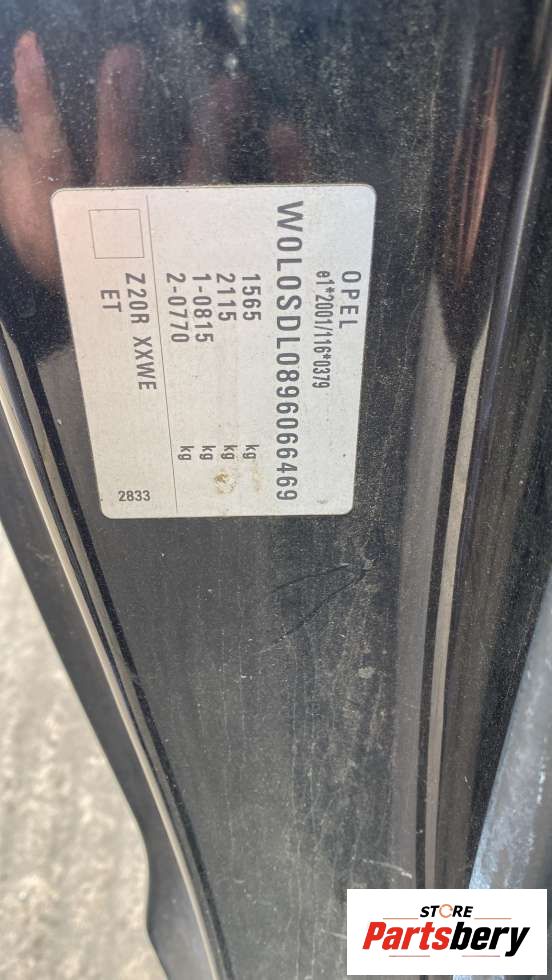 OPEL
e1*2001/116*0379
W0L0SDL0896066469
1565 kg
2115 kg
1-0815 kg
2-0770 kg
Z20R XXWE
ET
2833
STORE
Partsbery